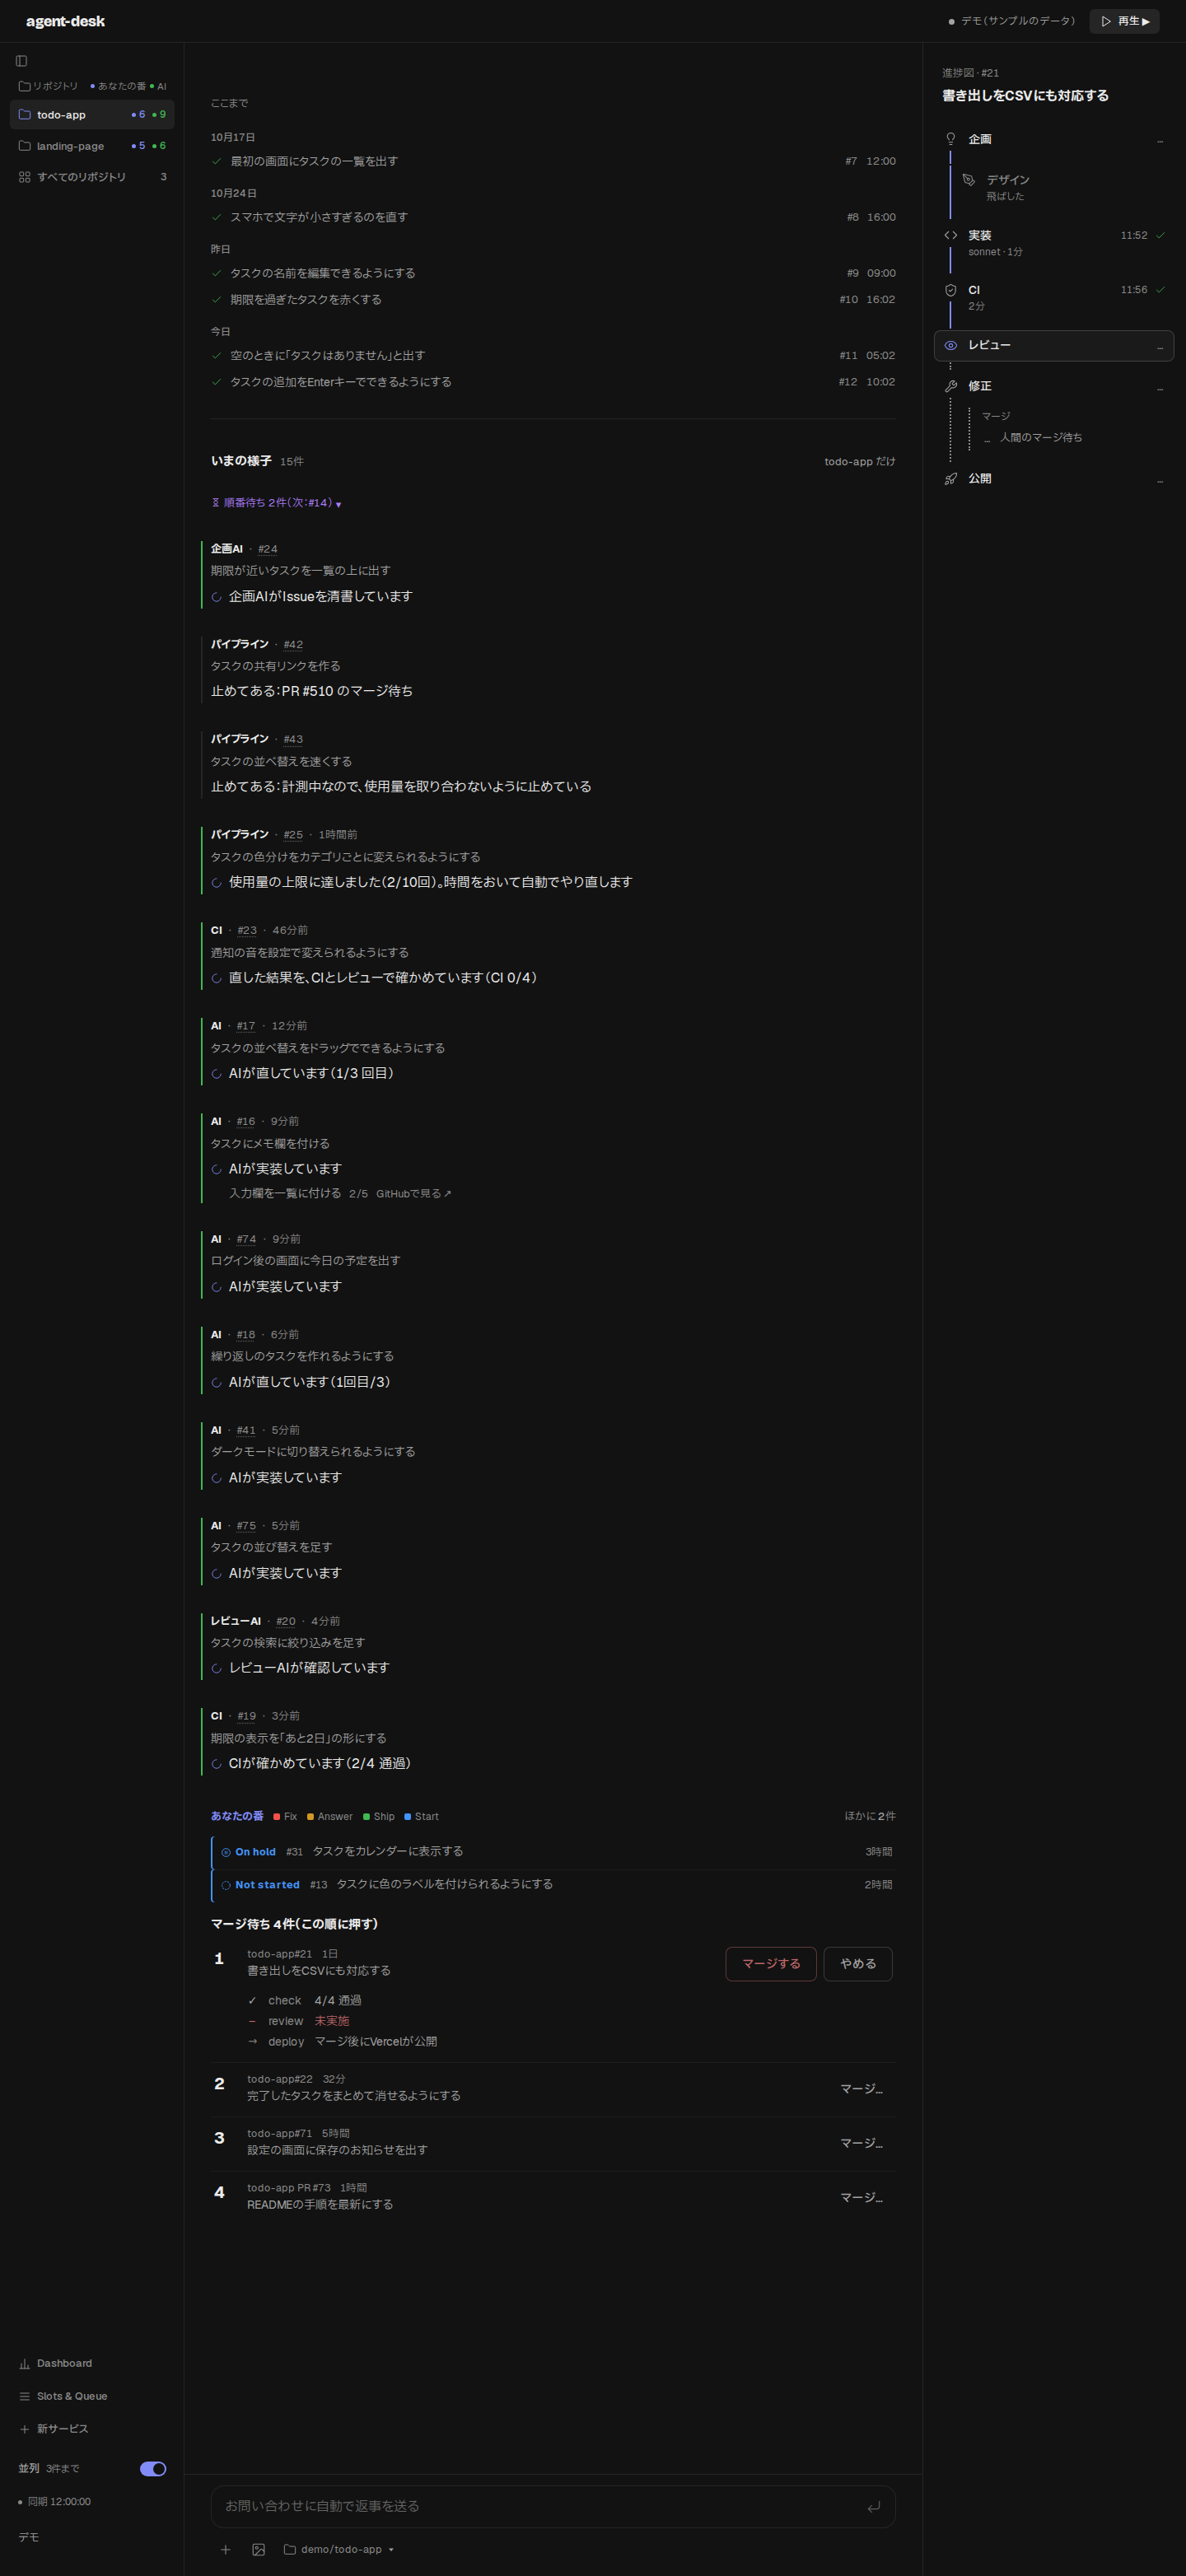 agent-desk
デモ(サンプルのデータ)
再生 ▶
リポジトリ あなたの番 AI
todo-app 6 9
landing-page 5 6
すべてのリポジトリ 3
ここまで
10月17日
最初の画面にタスクの一覧を出す #7 12:00
10月24日
スマホで文字が小さすぎるのを直す #8 16:00
昨日
タスクの名前を編集できるようにする #9 09:00
期限を過ぎたタスクを赤くする #10 16:02
今日
空のときに「タスクはありません」と出す #11 05:02
タスクの追加をEnterキーでできるようにする #12 10:02
いまの様子 15件 todo-app だけ
順番待ち 2件(次:#14) ▾
企画AI · #24
期限が近いタスクを一覧の上に出す
企画AIがIssueを清書しています
パイプライン · #42
タスクの共有リンクを作る
止めてある:PR #510 のマージ待ち
パイプライン · #43
タスクの並べ替えを速くする
止めてある:計測中なので、使用量を取り合わないように止めている
パイプライン · #25 · 1時間前
タスクの色分けをカテゴリごとに変えられるようにする
使用量の上限に達しました(2/10回)。時間をおいて自動でやり直します
CI · #23 · 46分前
通知の音を設定で変えられるようにする
直した結果を、CIとレビューで確かめています(CI 0/4)
AI · #17 · 12分前
タスクの並べ替えをドラッグでできるようにする
AIが直しています(1/3 回目)
AI · #16 · 9分前
タスクにメモ欄を付ける
AIが実装しています
入力欄を一覧に付ける 2/5 GitHubで見る ↗
AI · #74 · 9分前
ログイン後の画面に今日の予定を出す
AIが実装しています
AI · #18 · 6分前
繰り返しのタスクを作れるようにする
AIが直しています(1回目/3)
AI · #41 · 5分前
ダークモードに切り替えられるようにする
AIが実装しています
AI · #75 · 5分前
タスクの並び替えを足す
AIが実装しています
レビューAI · #20 · 4分前
タスクの検索に絞り込みを足す
レビューAIが確認しています
CI · #19 · 3分前
期限の表示を「あと2日」の形にする
CIが確かめています(2/4 通過)
あなたの番 Fix Answer Ship Start ほかに2件
On hold #31 タスクをカレンダーに表示する 3時間
Not started #13 タスクに色のラベルを付けられるようにする 2時間
マージ待ち 4件(この順に押す)
1 todo-app#21 1日
書き出しをCSVにも対応する
マージする やめる
✓ check 4/4 通過
− review 未実施
→ deploy マージ後にVercelが公開
2 todo-app#22 32分
完了したタスクをまとめて消せるようにする
マージ…
3 todo-app#71 5時間
設定の画面に保存のお知らせを出す
マージ…
4 todo-app PR #73 1時間
READMEの手順を最新にする
マージ…
お問い合わせに自動で返事を送る
demo/todo-app ▾
Dashboard
Slots & Queue
新サービス
並列 3件まで
同期 12:00:00
デモ
進捗図 · #21
書き出しをCSVにも対応する
企画 …
デザイン
飛ばした
実装 11:52 ✓
sonnet · 1分
CI 11:56 ✓
2分
レビュー …
修正 …
マージ
… 人間のマージ待ち
公開 …